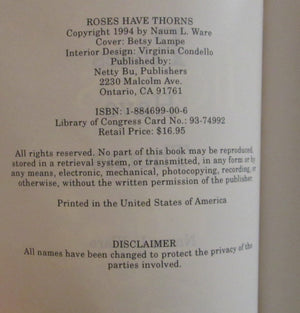 ROSES HAVE THORNS
Copyright 1994 by Naum L. Ware
Cover: Betsy Lampe
Interior Design: Virginia Condello
Published by:
Netty Bu, Publishers
2230 Malcolm Ave.
Ontario, CA 91761
ISBN: 1-884699-00-6
Library of Congress Card No.: 93-74992
Retail Price: $16.95
All rights reserved. No part of this book may be reproduced,
stored in a retrieval system, or transmitted, in any form or by
any means, electronic, mechanical, photocopying, recording, or
otherwise, without the written permission of the publisher.
Printed in the United States of America
DISCLAIMER
All names have been changed to protect the privacy of the
parties involved.